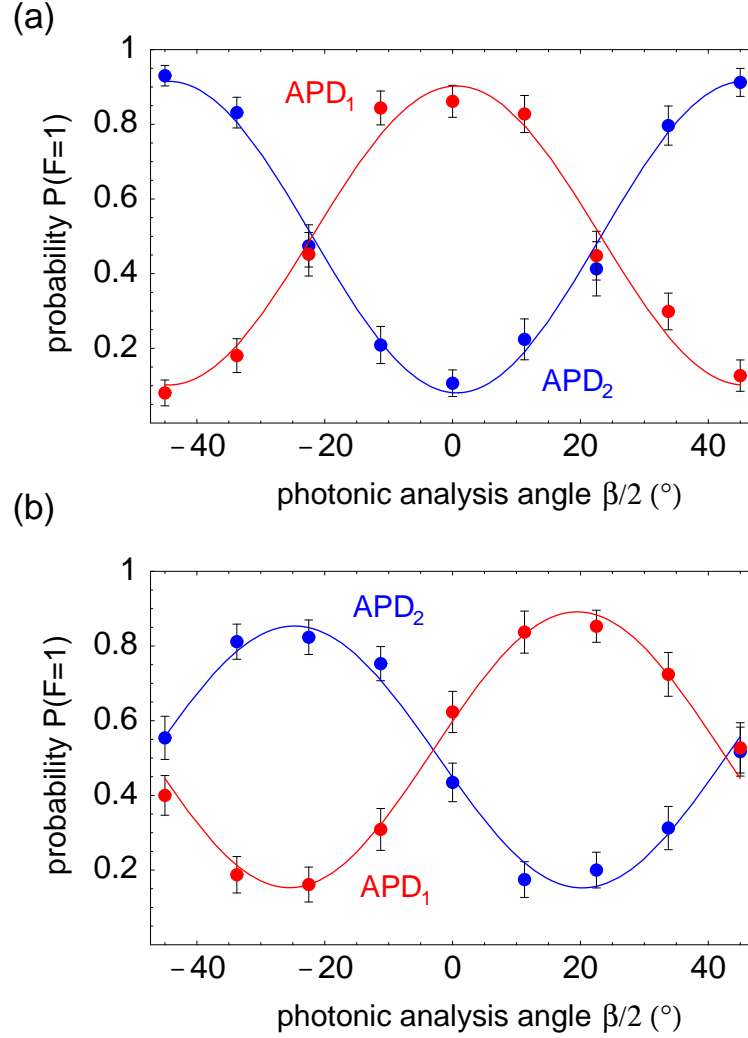 (a)
1
0.8
0.6
0.4
0.2
probability P(F=1)
APD₁
APD₂
−40
−20
0
20
40
photonic analysis angle β/2 (°)
(b)
1
0.8
0.6
0.4
0.2
probability P(F=1)
APD₂
APD₁
−40
−20
0
20
40
photonic analysis angle β/2 (°)